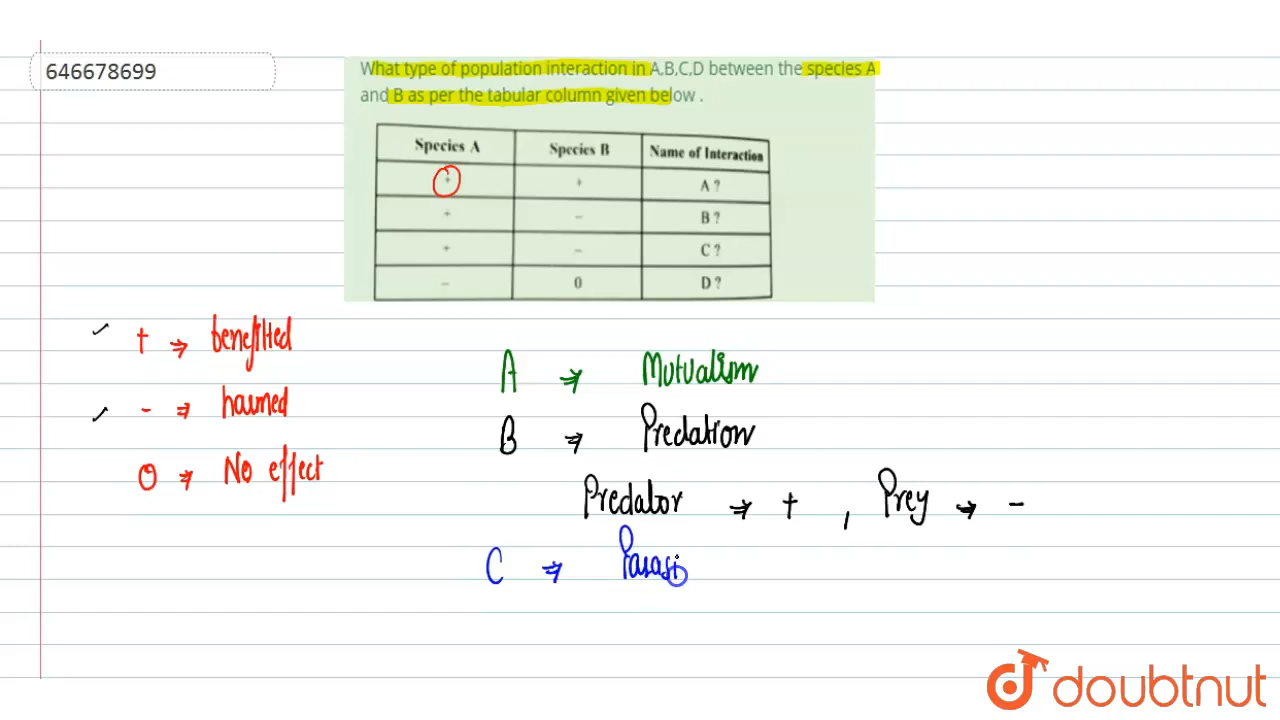 646678699
What type of population interaction in A,B,C,D between the species A
and B as per the tabular column given below .
Species A Species B Name of Interaction
+ + A ?
+ − B ?
+ − C ?
− 0 D ?
+ ⇒ benefitted
- ⇒ harmed
0 ⇒ No effect
A ⇒ Mutualism
B ⇒ Predation
Predator ⇒ + , Prey ⇒ -
C ⇒ Parasi
doubtnut